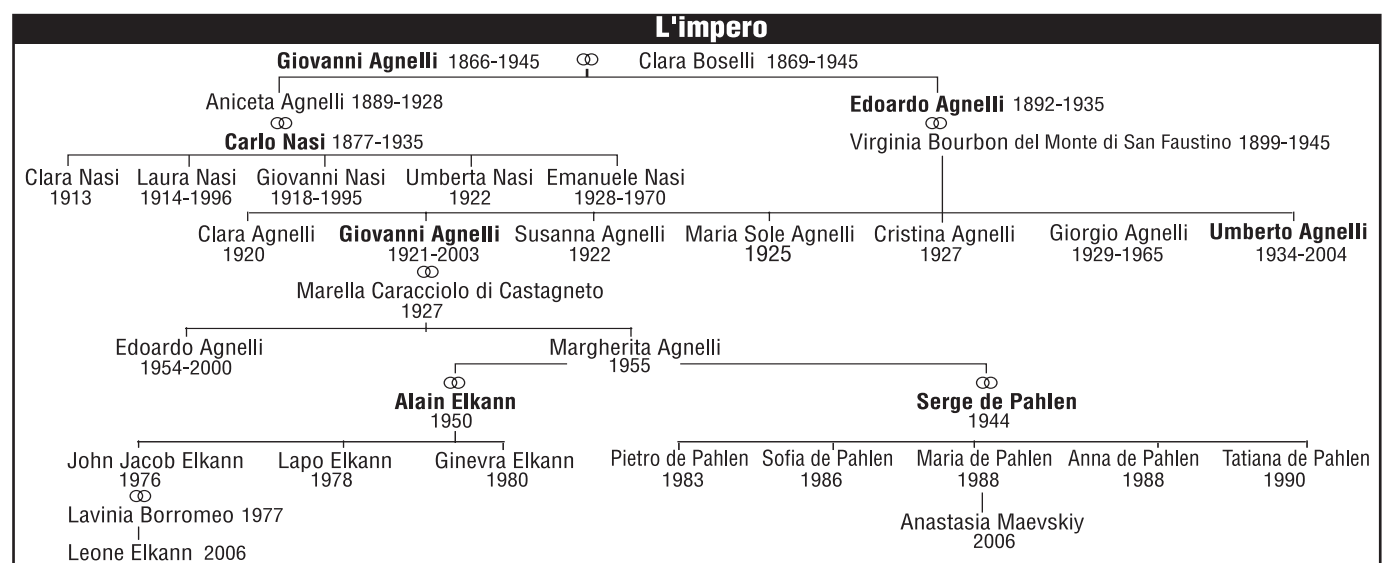 L'impero
Giovanni Agnelli 1866-1945 Clara Boselli 1869-1945
Aniceta Agnelli 1889-1928 Edoardo Agnelli 1892-1935
Carlo Nasi 1877-1935 Virginia Bourbon del Monte di San Faustino 1899-1945
Clara Nasi Laura Nasi Giovanni Nasi Umberta Nasi Emanuele Nasi
1913 1914-1996 1918-1995 1922 1928-1970
Clara Agnelli Giovanni Agnelli Susanna Agnelli Maria Sole Agnelli Cristina Agnelli Giorgio Agnelli Umberto Agnelli
1920 1921-2003 1922 1925 1927 1929-1965 1934-2004
Marella Caracciolo di Castagneto
1927
Edoardo Agnelli Margherita Agnelli
1954-2000 1955
Alain Elkann Serge de Pahlen
1950 1944
John Jacob Elkann Lapo Elkann Ginevra Elkann Pietro de Pahlen Sofia de Pahlen Maria de Pahlen Anna de Pahlen Tatiana de Pahlen
1976 1978 1980 1983 1986 1988 1988 1990
Lavinia Borromeo 1977 Anastasia Maevskiy
2006
Leone Elkann 2006